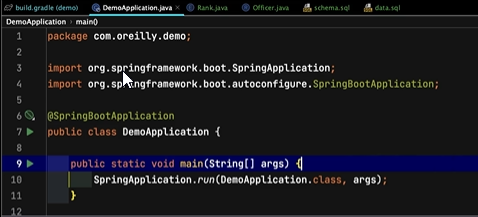 build.gradle (demo) DemoApplication.java Rank.java Officer.java schema.sql data.sql
DemoApplication › main()
1 package com.oreilly.demo;
2
3 import org.springframework.boot.SpringApplication;
4 import org.springframework.boot.autoconfigure.SpringBootApplication;
5
6 @SpringBootApplication
7 public class DemoApplication {
8
9 public static void main(String[] args) {
10 SpringApplication.run(DemoApplication.class, args);
11 }